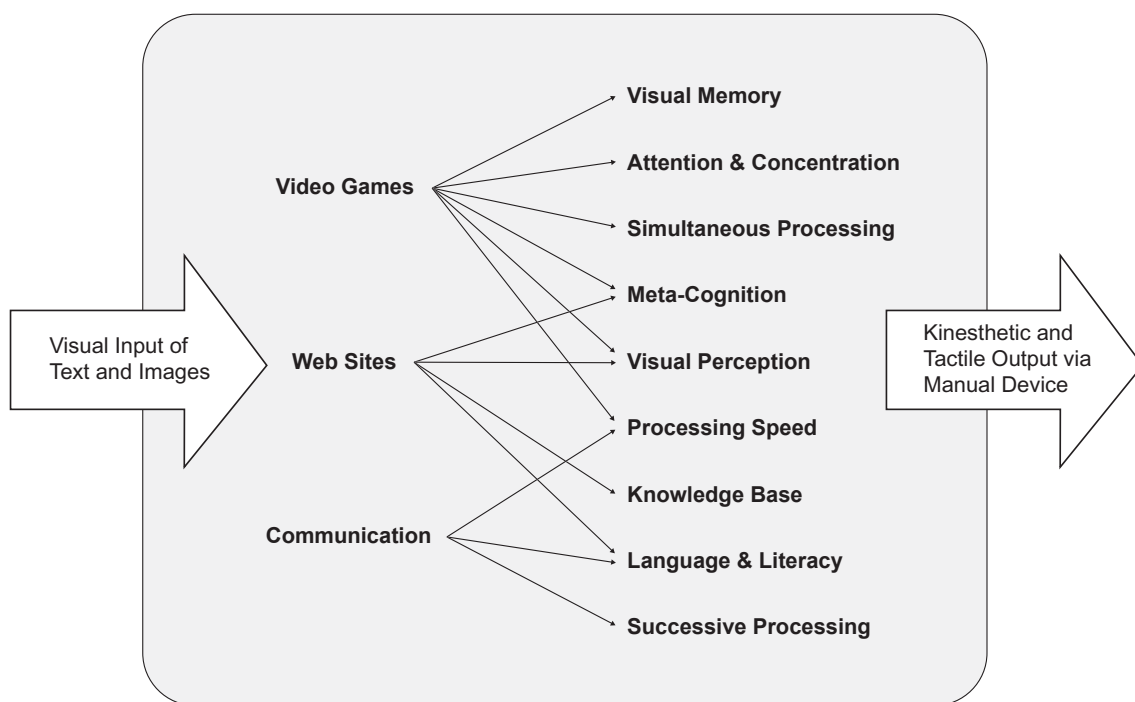 Visual Input of
Text and Images
Video Games
Web Sites
Communication
Visual Memory
Attention & Concentration
Simultaneous Processing
Meta-Cognition
Visual Perception
Processing Speed
Knowledge Base
Language & Literacy
Successive Processing
Kinesthetic and
Tactile Output via
Manual Device